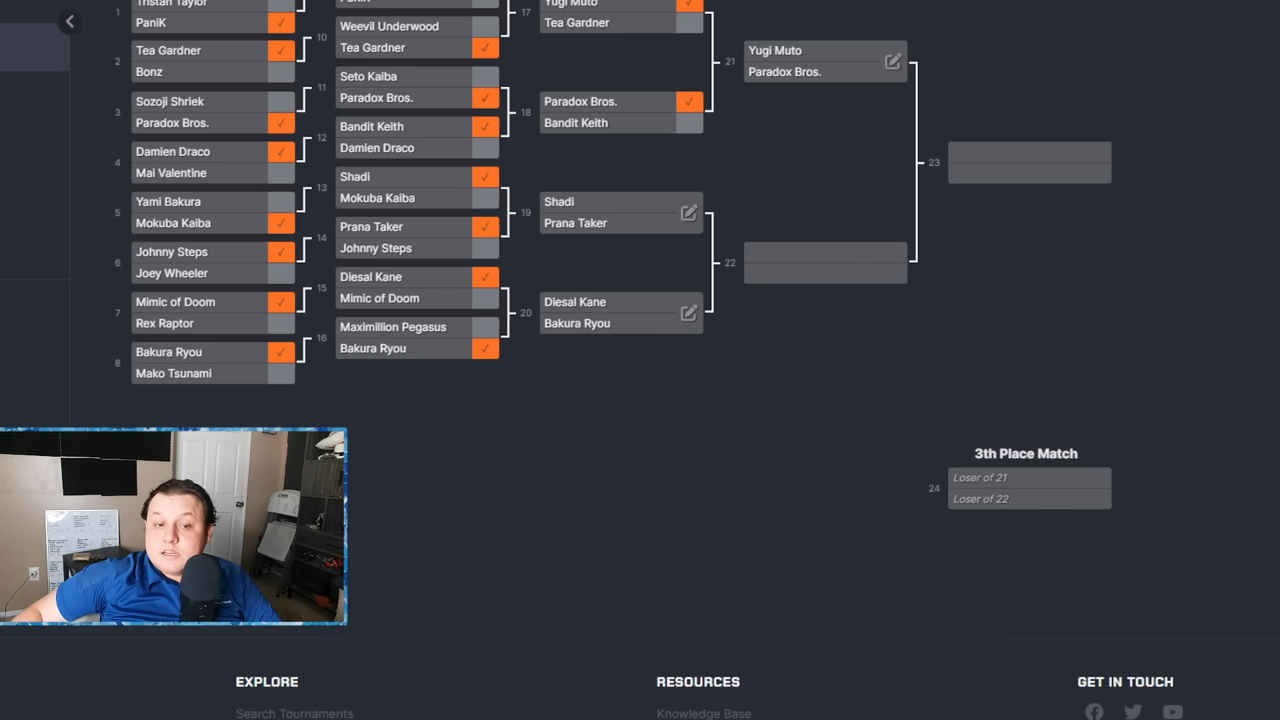 Tristan Taylor
1
PaniK
Tea Gardner
2
Bonz
Sozoji Shriek
3
Paradox Bros.
Damien Draco
4
Mai Valentine
Yami Bakura
5
Mokuba Kaiba
Johnny Steps
6
Joey Wheeler
Mimic of Doom
7
Rex Raptor
Bakura Ryou
8
Mako Tsunami
PaniK
Weevil Underwood
10
Tea Gardner
Seto Kaiba
11
Paradox Bros.
Bandit Keith
12
Damien Draco
Shadi
13
Mokuba Kaiba
Prana Taker
14
Johnny Steps
Diesal Kane
15
Mimic of Doom
Maximillion Pegasus
16
Bakura Ryou
Yugi Muto
17
Tea Gardner
Paradox Bros.
18
Bandit Keith
Shadi
19
Prana Taker
Diesal Kane
20
Bakura Ryou
Yugi Muto
21
Paradox Bros.
22
23
3th Place Match
Loser of 21
24
Loser of 22
EXPLORE
Search Tournaments
RESOURCES
Knowledge Base
GET IN TOUCH